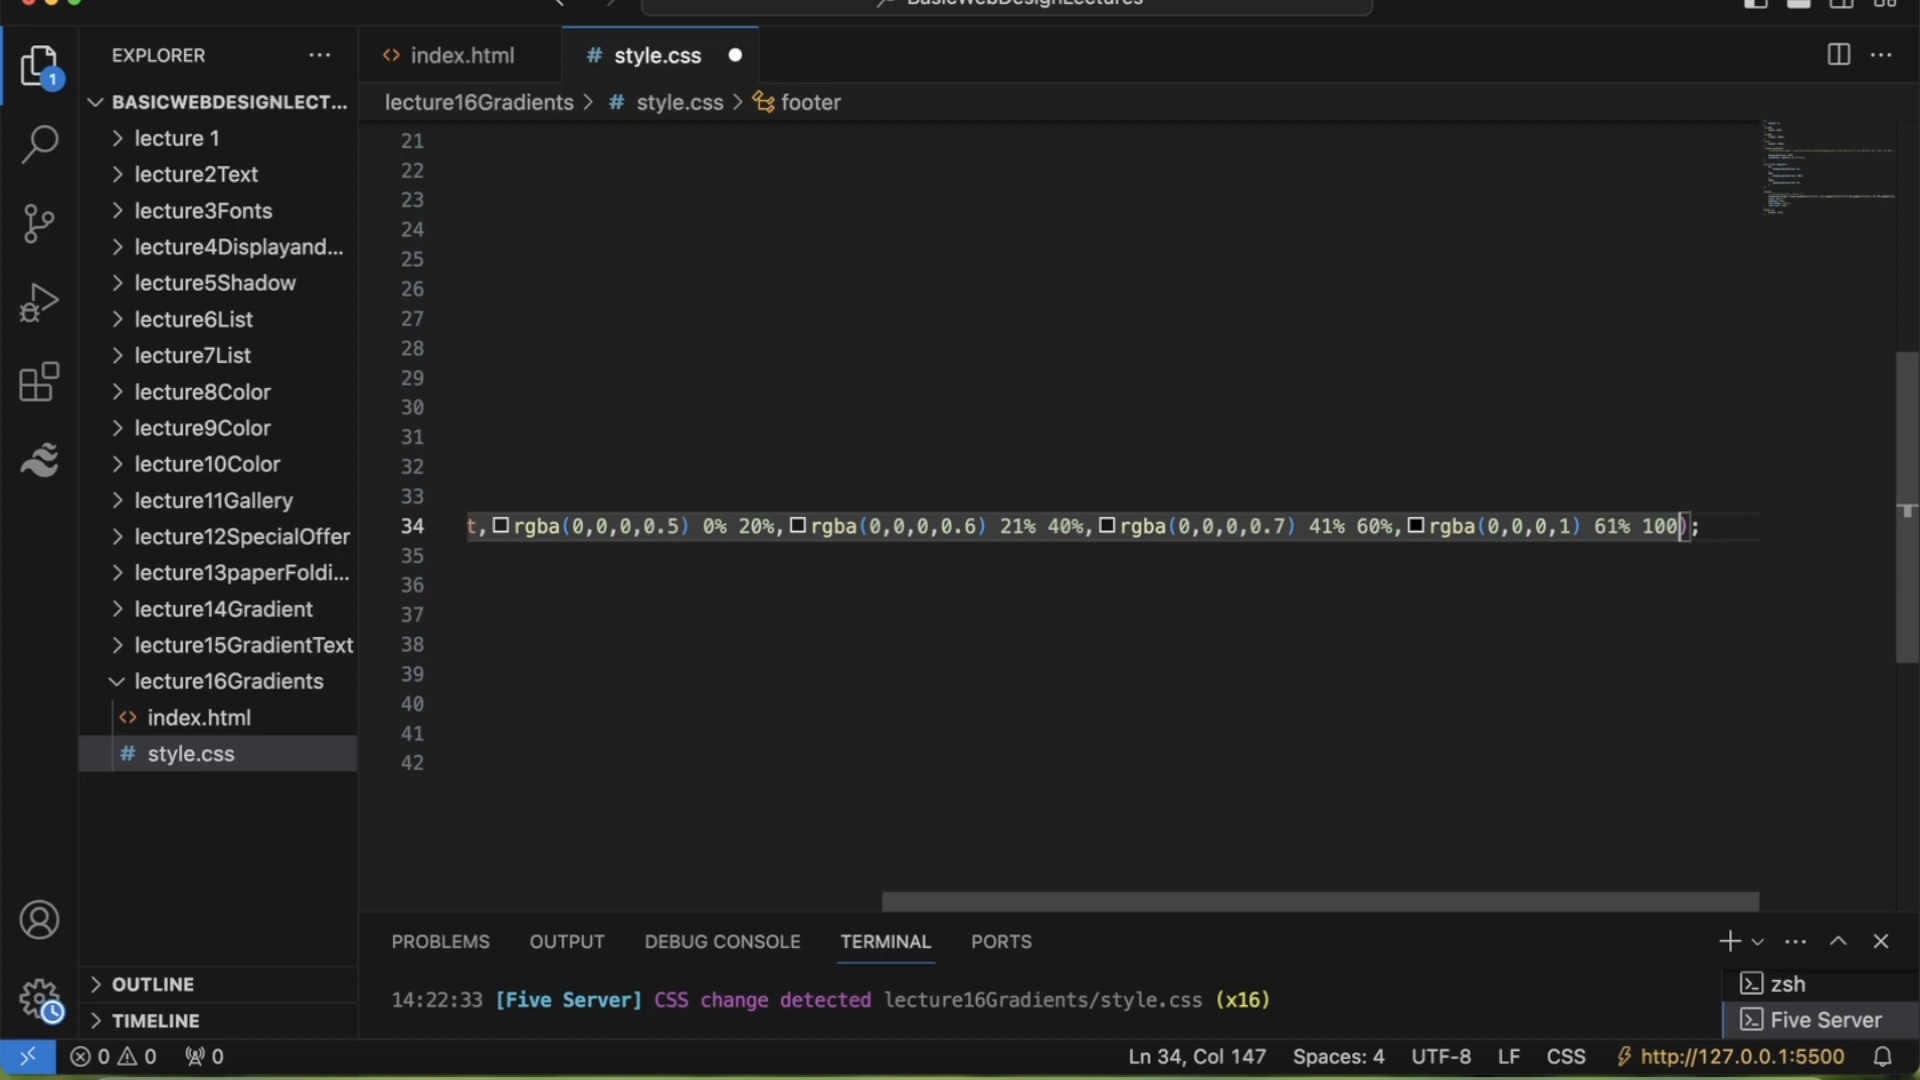 EXPLORER
BASICWEBDESIGNLECT...
lecture 1
lecture2Text
lecture3Fonts
lecture4Displayand...
lecture5Shadow
lecture6List
lecture7List
lecture8Color
lecture9Color
lecture10Color
lecture11Gallery
lecture12SpecialOffer
lecture13paperFoldi...
lecture14Gradient
lecture15GradientText
lecture16Gradients
index.html
style.css
OUTLINE
TIMELINE
BasicWebDesignLectures
index.html
style.css
lecture16Gradients > # style.css > footer
21
22
23
24
25
26
27
28
29
30
31
32
33
34 t,rgba(0,0,0,0.5) 0% 20%,rgba(0,0,0,0.6) 21% 40%,rgba(0,0,0,0.7) 41% 60%,rgba(0,0,0,1) 61% 100);
35
36
37
38
39
40
41
42
PROBLEMS OUTPUT DEBUG CONSOLE TERMINAL PORTS
14:22:33 [Five Server] CSS change detected lecture16Gradients/style.css (x16)
zsh
Five Server
1
0 0 0 Ln 34, Col 147 Spaces: 4 UTF-8 LF CSS http://127.0.0.1:5500